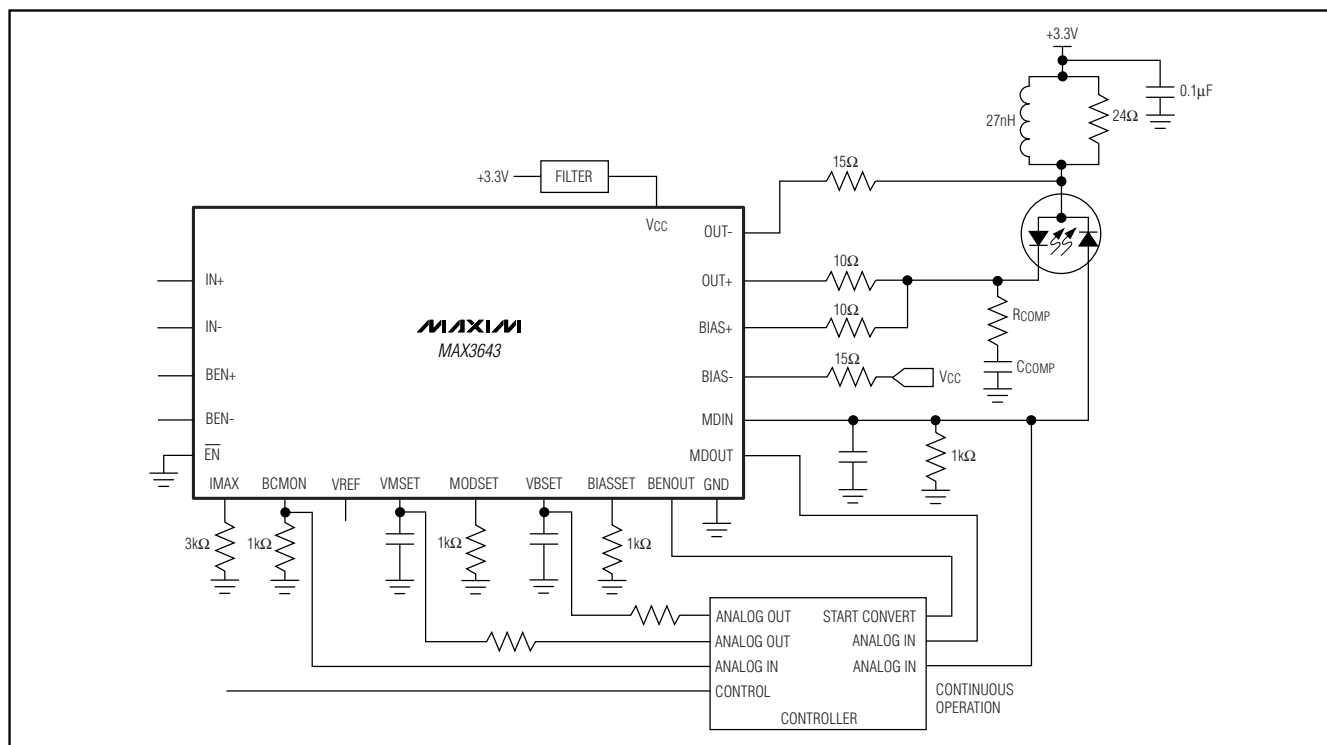 +3.3V
0.1µF
27nH
24Ω
15Ω
+3.3V
FILTER
VCC
OUT-
IN+
10Ω
OUT+
IN-
MAXIM
MAX3643
10Ω
BIAS+
RCOMP
BEN+
15Ω
BIAS-
VCC
CCOMP
BEN-
MDIN
EN
MDOUT
1kΩ
IMAX
BCMON
VREF
VMSET
MODSET
VBSET
BIASSET
BENOUT
GND
3kΩ
1kΩ
1kΩ
1kΩ
ANALOG OUT
START CONVERT
ANALOG OUT
ANALOG IN
ANALOG IN
ANALOG IN
CONTROL
CONTINUOUS
OPERATION
CONTROLLER